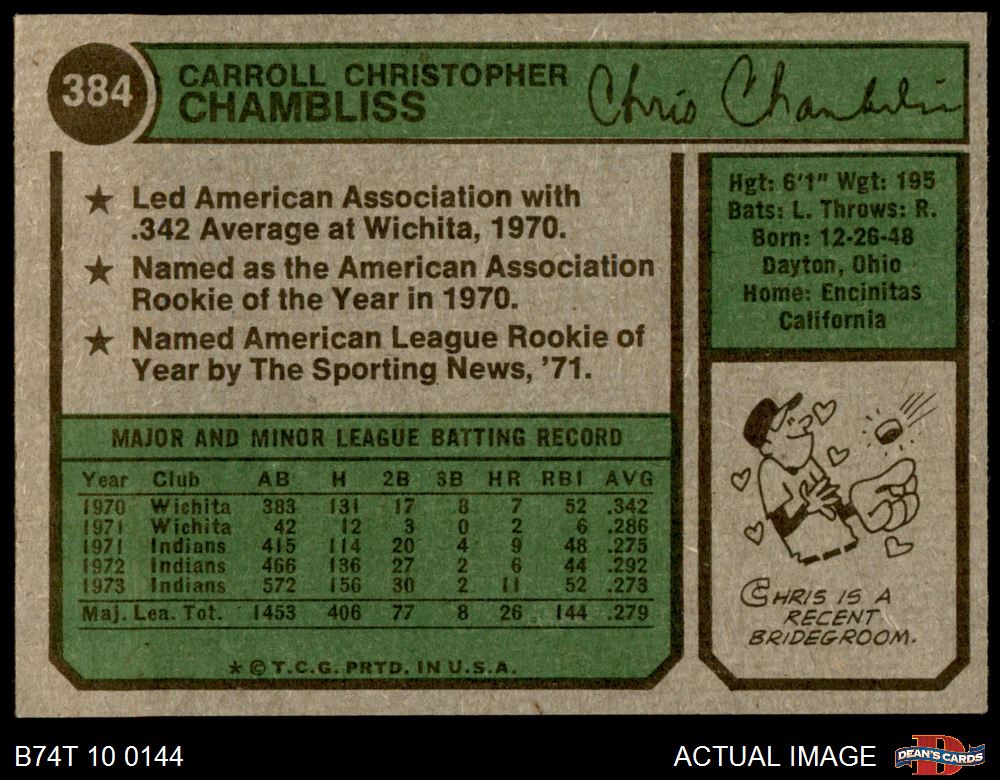 384
CARROLL CHRISTOPHER
CHAMBLISS
Chris Chambliss
★ Led American Association with
.342 Average at Wichita, 1970.
★ Named as the American Association
Rookie of the Year in 1970.
★ Named American League Rookie of
Year by The Sporting News, '71.
Hgt: 6'1" Wgt: 195
Bats: L. Throws: R.
Born: 12-26-48
Dayton, Ohio
Home: Encinitas
California
MAJOR AND MINOR LEAGUE BATTING RECORD
Year Club AB H 2B 3B HR RBI AVG
1970 Wichita 383 131 17 8 7 52 .342
1971 Wichita 42 12 3 0 2 6 .286
1971 Indians 415 114 20 4 9 48 .275
1972 Indians 466 136 27 2 6 44 .292
1973 Indians 572 156 30 2 11 52 .273
Maj. Lea. Tot. 1453 406 77 8 26 144 .279
★ © T.C.G. PRTD. IN U.S.A.
CHRIS IS A
RECENT
BRIDEGROOM.
B74T 10 0144
ACTUAL IMAGE
D
DEAN'S CARDS